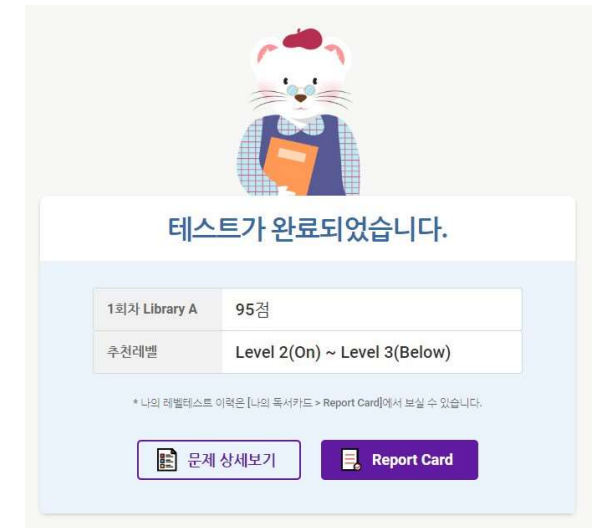 테스트가 완료되었습니다.
1회차 Library A 95점
추천레벨 Level 2(On) ~ Level 3(Below)
* 나의 레벨테스트 이력은 [나의 독서카드 > Report Card]에서 보실 수 있습니다.
문제 상세보기 Report Card